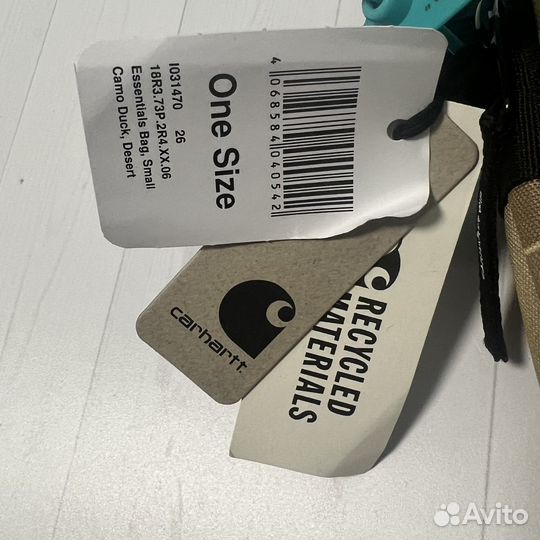 I031470 26
18R3.73P.2R4.XX.06
Essentials Bag, Small
Camo Duck, Desert
One Size
4 068584 040542
carhartt.
RECYCLED
MATERIALS
Avito